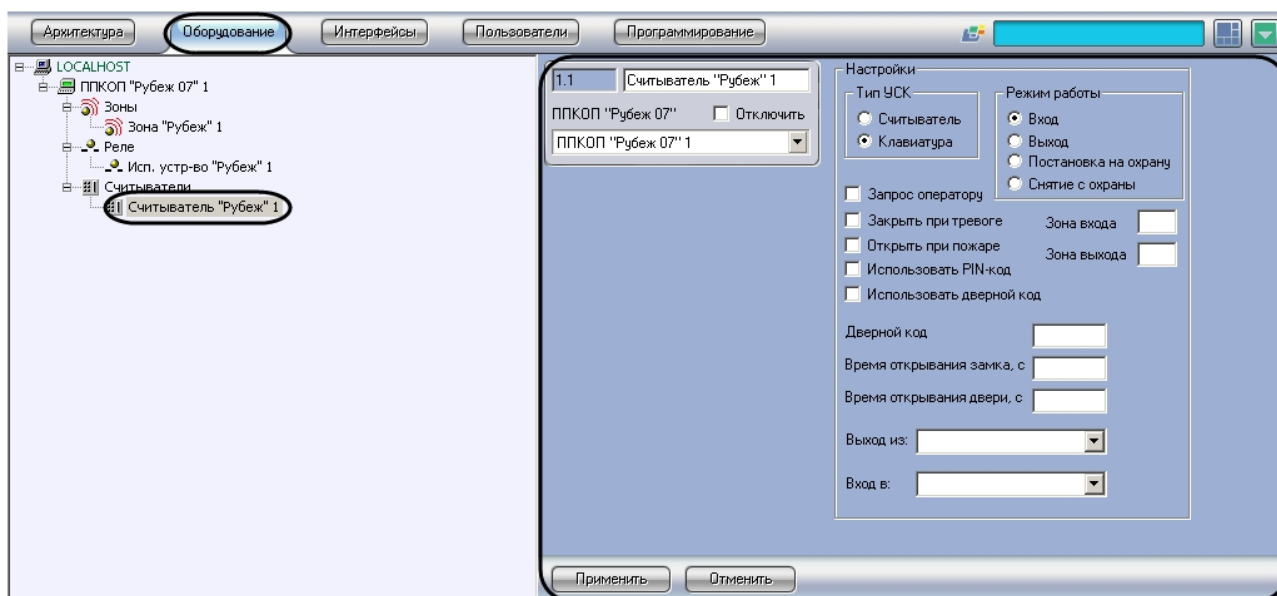 Архитектура Оборудование Интерфейсы Пользователи Программирование
LOCALHOST
ППКОП "Рубеж 07" 1
Зоны
Зона "Рубеж" 1
Реле
Исп. устр-во "Рубеж" 1
Считыватели
Считыватель "Рубеж" 1
1.1 Считыватель "Рубеж" 1
ППКОП "Рубеж 07" Отключить
ППКОП "Рубеж 07" 1
Настройки
Тип УСК
Считыватель
Клавиатура
Режим работы
Вход
Выход
Постановка на охрану
Снятие с охраны
Запрос оператору
Закрыть при тревоге
Открыть при пожаре
Использовать PIN-код
Использовать дверной код
Зона входа
Зона выхода
Дверной код
Время открывания замка, с
Время открывания двери, с
Выход из:
Вход в:
Применить Отменить